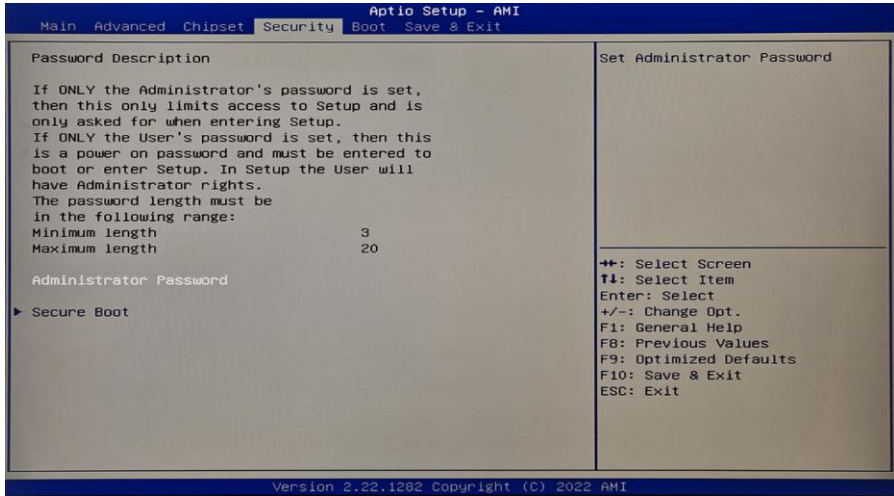 Aptio Setup – AMI
Main Advanced Chipset Security Boot Save & Exit
Password Description
If ONLY the Administrator's password is set,
then this only limits access to Setup and is
only asked for when entering Setup.
If ONLY the User's password is set, then this
is a power on password and must be entered to
boot or enter Setup. In Setup the User will
have Administrator rights.
The password length must be
in the following range:
Minimum length 3
Maximum length 20
Administrator Password
▶ Secure Boot
Set Administrator Password
→←: Select Screen
↑↓: Select Item
Enter: Select
+/-: Change Opt.
F1: General Help
F8: Previous Values
F9: Optimized Defaults
F10: Save & Exit
ESC: Exit
Version 2.22.1282 Copyright (C) 2022 AMI